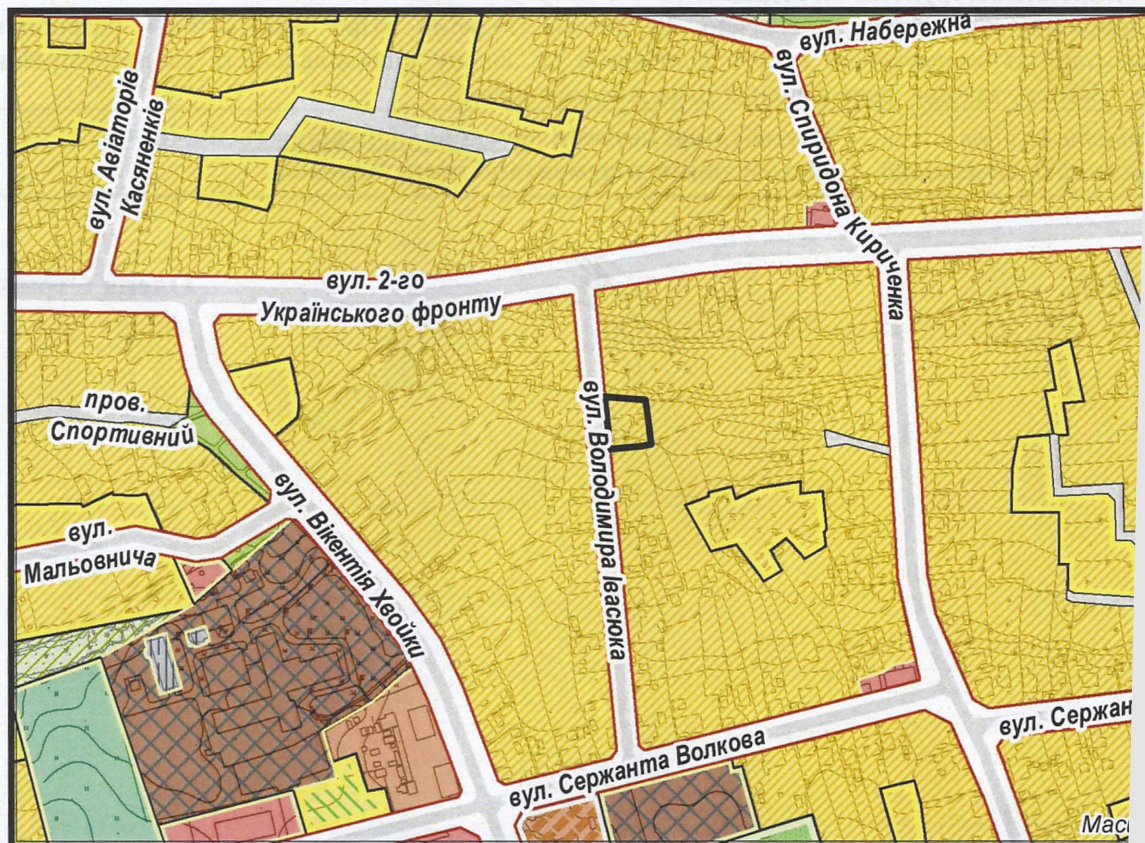 вул. Набережна
вул. Авіаторів
Касяненків
вул. Спиридона Кириченка
вул. 2-го
Українського фронту
пров.
Спортивний
вул. Володимира Івасюка
вул.
Мальовнича
вул. Вікентія Хвойки
вул. Сержанта Волкова
вул. Сержан
Масш